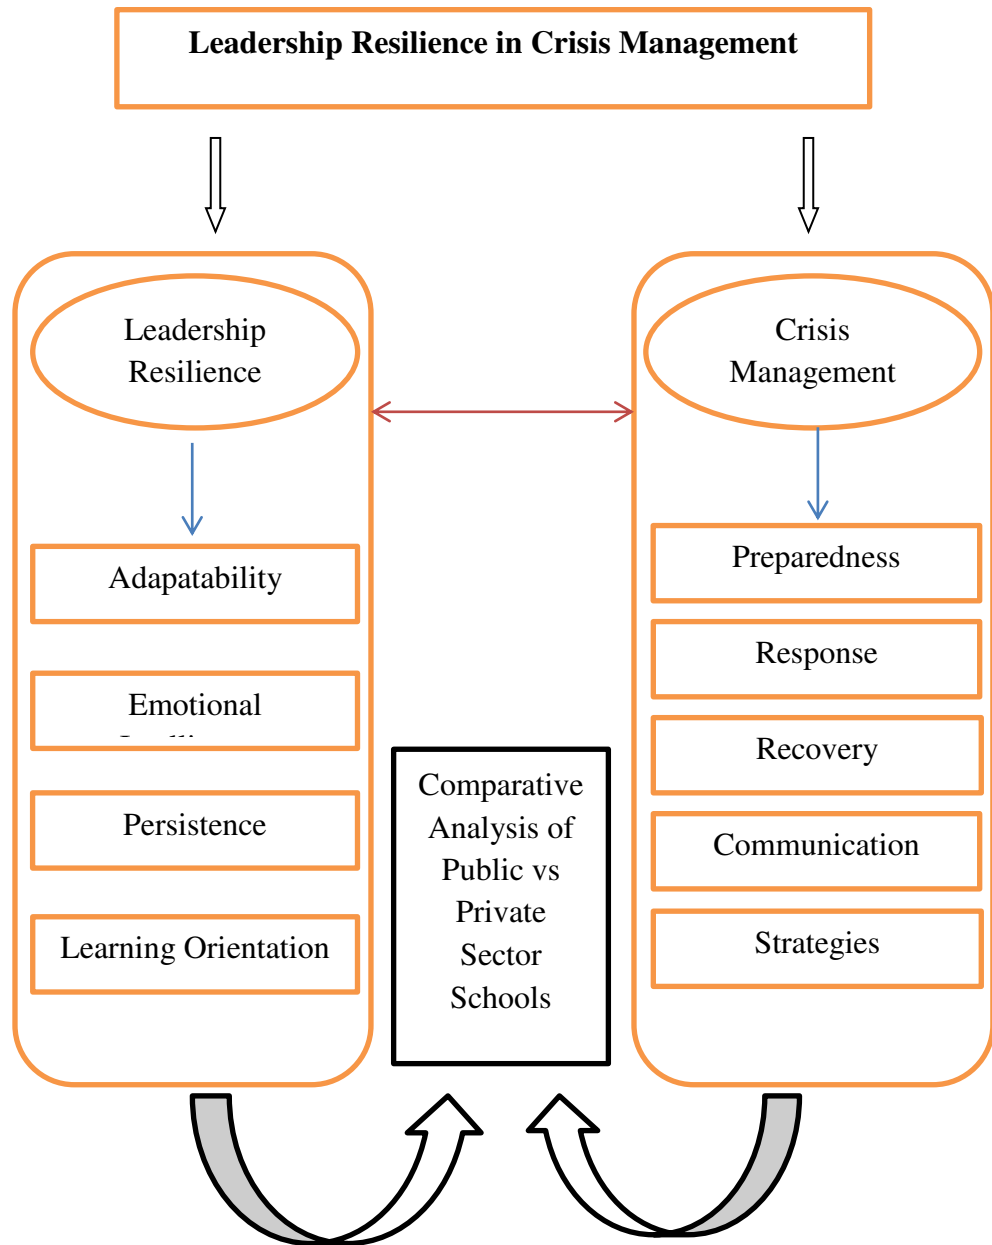 Leadership Resilience in Crisis Management
Leadership
Resilience
Adapatability
Emotional
Persistence
Learning Orientation
Crisis
Management
Preparedness
Response
Recovery
Communication
Strategies
Comparative
Analysis of
Public vs
Private
Sector
Schools